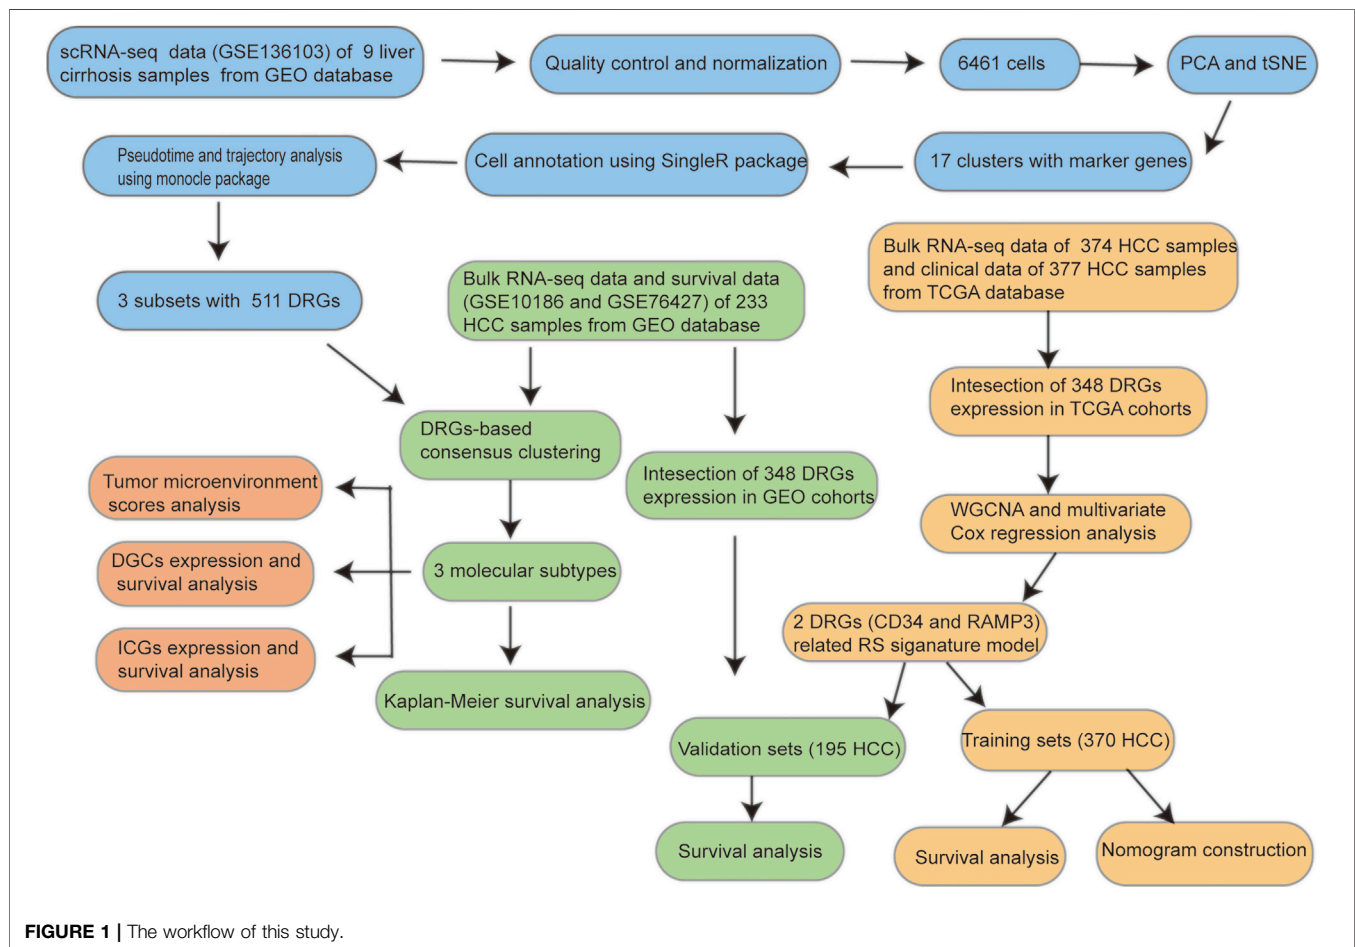 scRNA-seq data (GSE136103) of 9 liver
cirrhosis samples from GEO database
Quality control and normalization
6461 cells
PCA and tSNE
17 clusters with marker genes
Cell annotation using SingleR package
Pseudotime and trajectory analysis
using monocle package
3 subsets with 511 DRGs
Bulk RNA-seq data and survival data
(GSE10186 and GSE76427) of 233
HCC samples from GEO database
Bulk RNA-seq data of 374 HCC samples
and clinical data of 377 HCC samples
from TCGA database
Intesection of 348 DRGs
expression in TCGA cohorts
DRGs-based
consensus clustering
Intesection of 348 DRGs
expression in GEO cohorts
WGCNA and multivariate
Cox regression analysis
Tumor microenvironment
scores analysis
DGCs expression and
survival analysis
ICGs expression and
survival analysis
3 molecular subtypes
Kaplan-Meier survival analysis
2 DRGs (CD34 and RAMP3)
related RS siganature model
Validation sets (195 HCC)
Training sets (370 HCC)
Survival analysis
Survival analysis
Nomogram construction
FIGURE 1 | The workflow of this study.